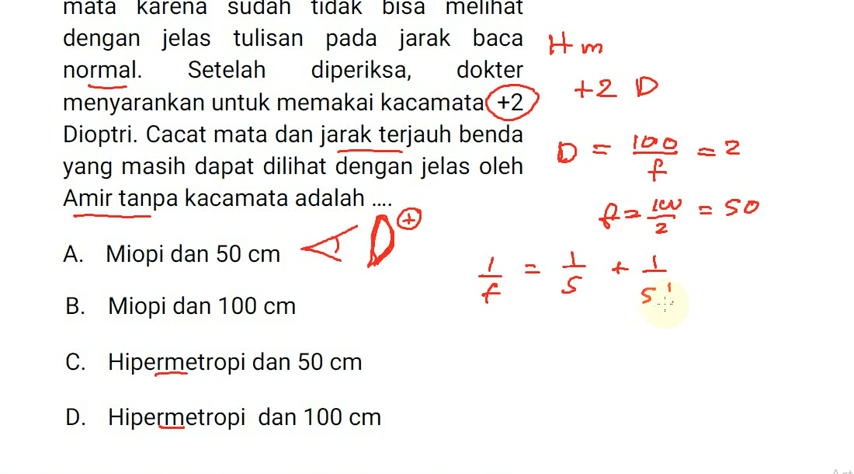 mata karena sudah tidak bisa melihat
dengan jelas tulisan pada jarak baca
normal. Setelah diperiksa, dokter
menyarankan untuk memakai kacamata +2
Dioptri. Cacat mata dan jarak terjauh benda
yang masih dapat dilihat dengan jelas oleh
Amir tanpa kacamata adalah ....
A. Miopi dan 50 cm
B. Miopi dan 100 cm
C. Hipermetropi dan 50 cm
D. Hipermetropi dan 100 cm
Hm
+2 D
D = 100/f = 2
f = 100/2 = 50
1/f = 1/s + 1/s'
+